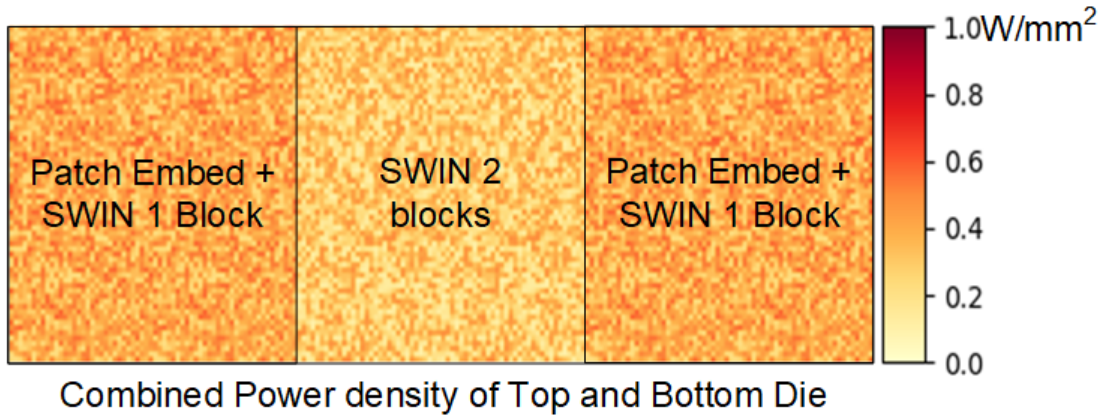 1.0W/mm²
0.8
0.6
0.4
0.2
0.0
Patch Embed +
SWIN 1 Block
SWIN 2
blocks
Patch Embed +
SWIN 1 Block
Combined Power density of Top and Bottom Die